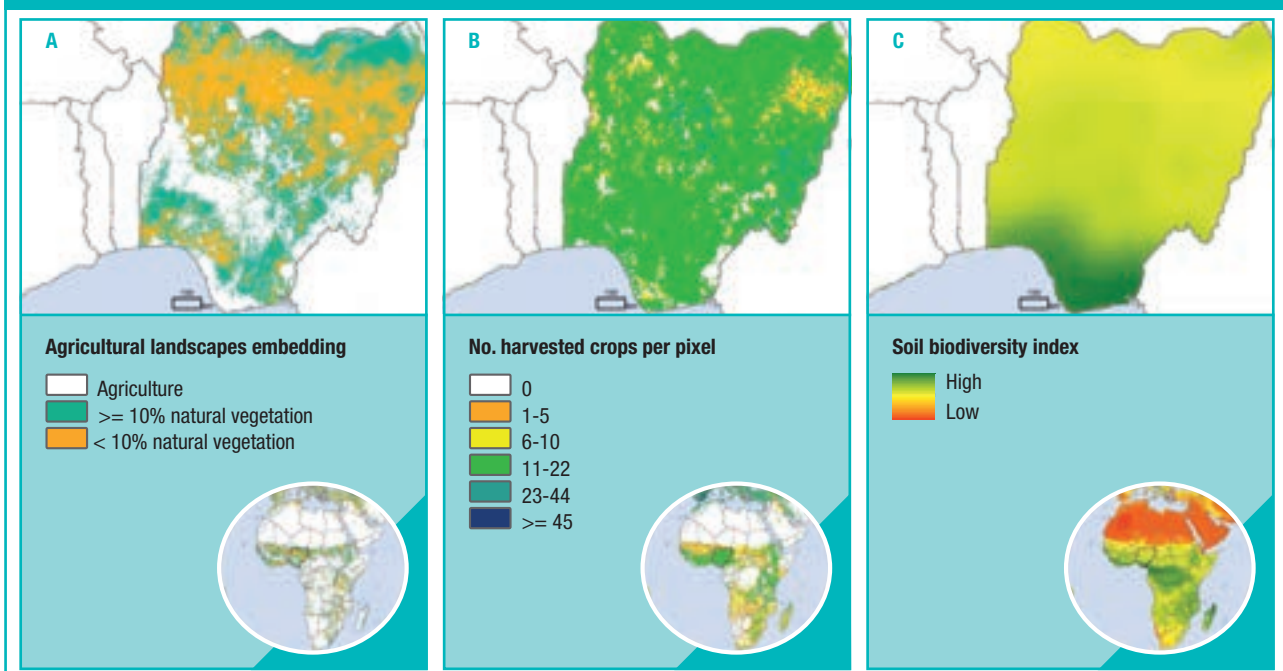 A
B
C
Agricultural landscapes embedding
Agriculture
>= 10% natural vegetation
< 10% natural vegetation
No. harvested crops per pixel
0
1-5
6-10
11-22
23-44
>= 45
Soil biodiversity index
High
Low